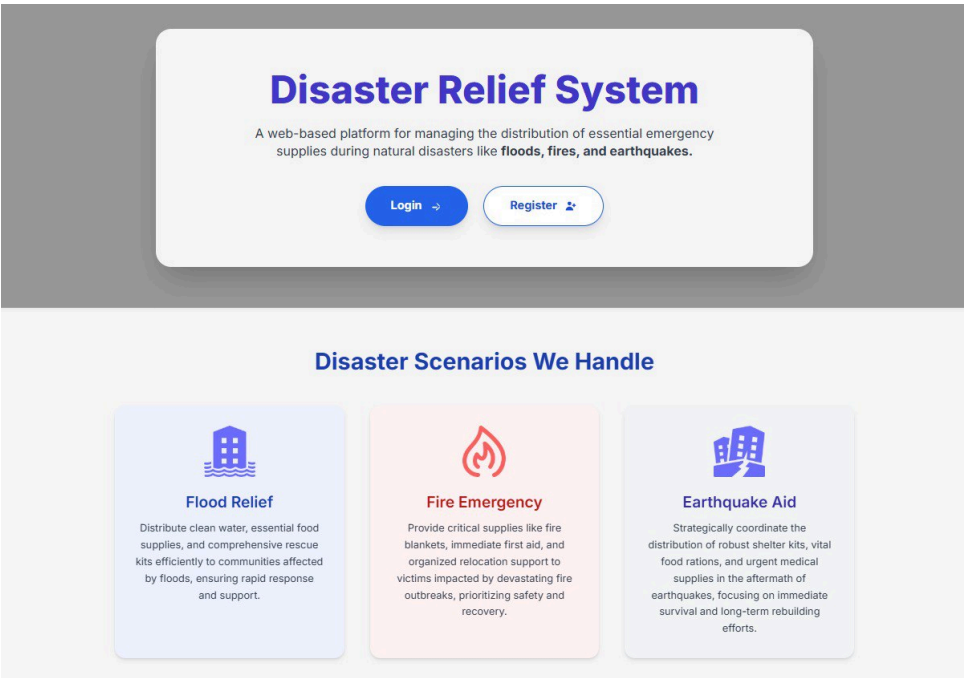 Disaster Relief System
A web-based platform for managing the distribution of essential emergency
supplies during natural disasters like floods, fires, and earthquakes.
Login
Register
Disaster Scenarios We Handle
Flood Relief
Distribute clean water, essential food
supplies, and comprehensive rescue
kits efficiently to communities affected
by floods, ensuring rapid response
and support.
Fire Emergency
Provide critical supplies like fire
blankets, immediate first aid, and
organized relocation support to
victims impacted by devastating fire
outbreaks, prioritizing safety and
recovery.
Earthquake Aid
Strategically coordinate the
distribution of robust shelter kits, vital
food rations, and urgent medical
supplies in the aftermath of
earthquakes, focusing on immediate
survival and long-term rebuilding
efforts.